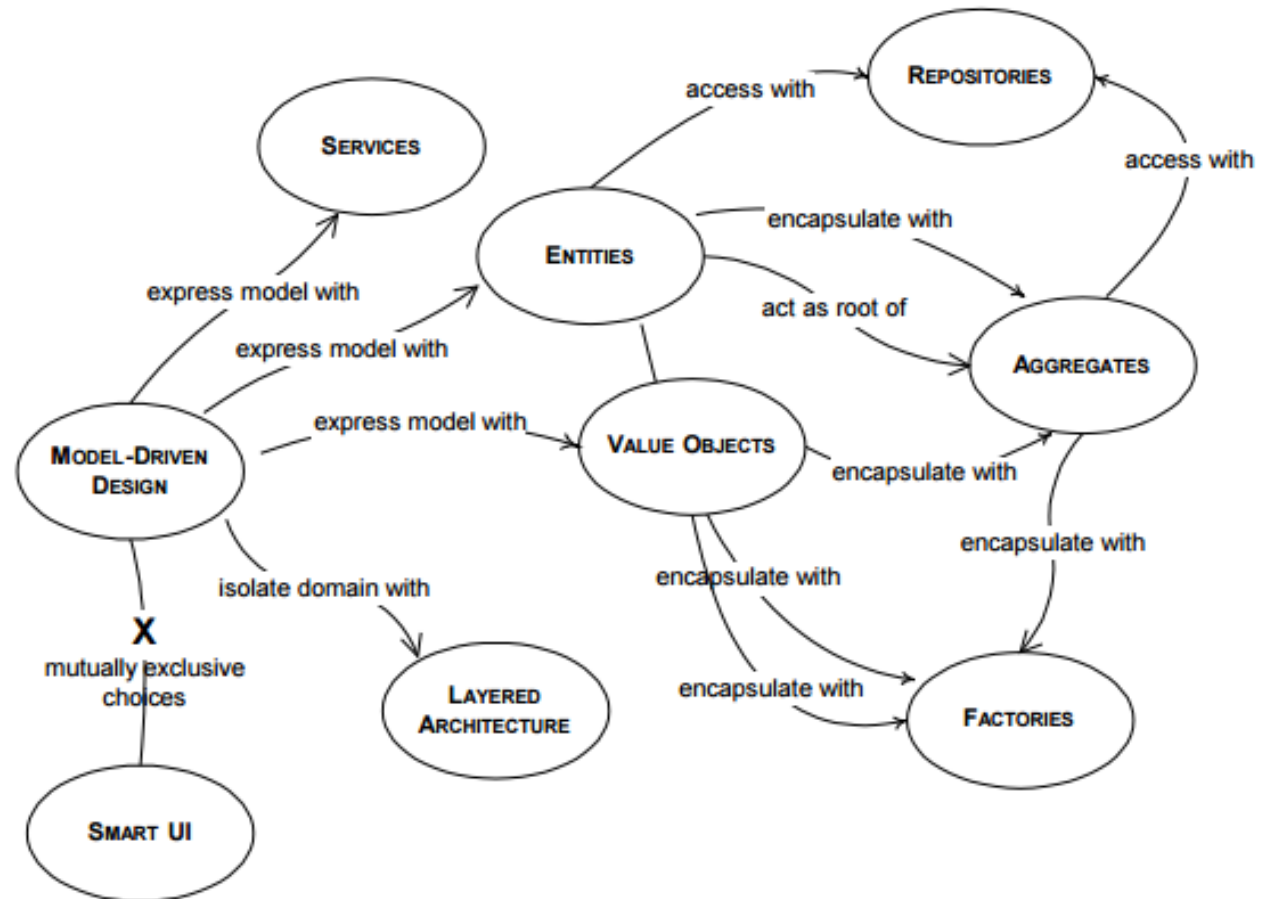 REPOSITORIES
access with
SERVICES
access with
encapsulate with
ENTITIES
express model with
act as root of
express model with
AGGREGATES
express model with
VALUE OBJECTS
MODEL-DRIVEN
DESIGN
encapsulate with
encapsulate with
encapsulate with
isolate domain with
X
mutually exclusive
choices
encapsulate with
LAYERED
ARCHITECTURE
FACTORIES
SMART UI